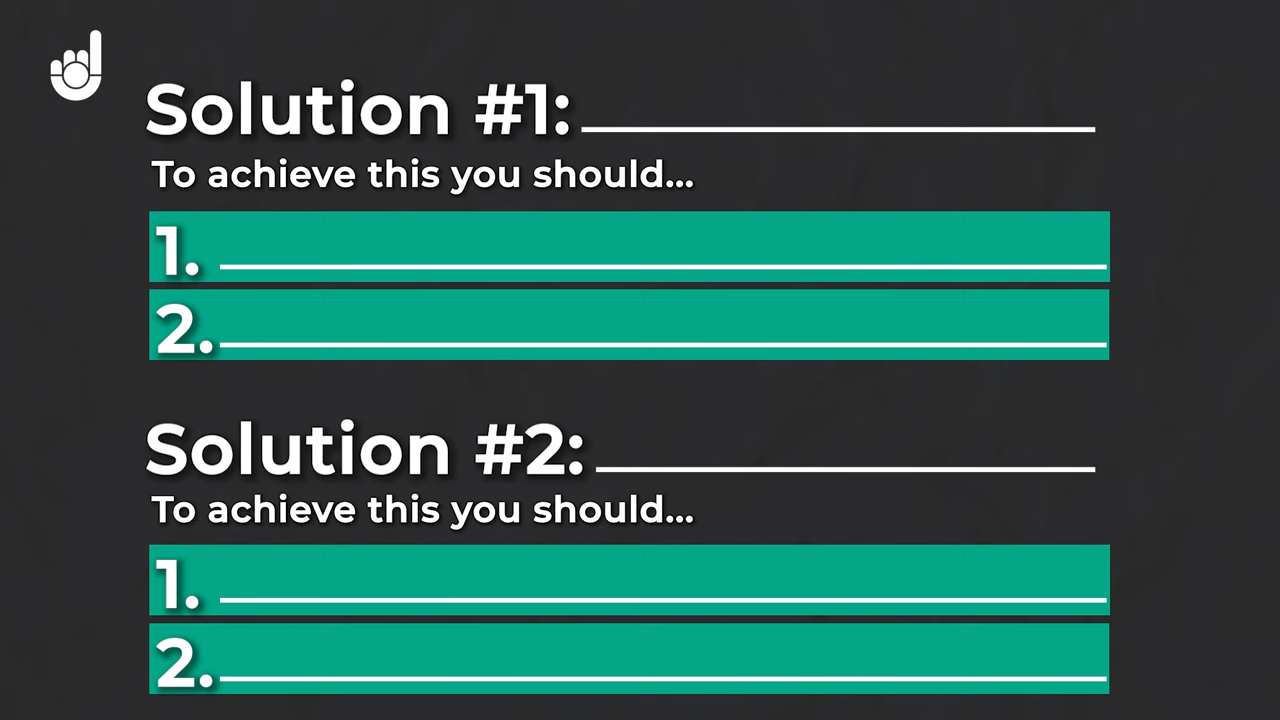 Solution #1:
To achieve this you should...
1.
2.
Solution #2:
To achieve this you should...
1.
2.